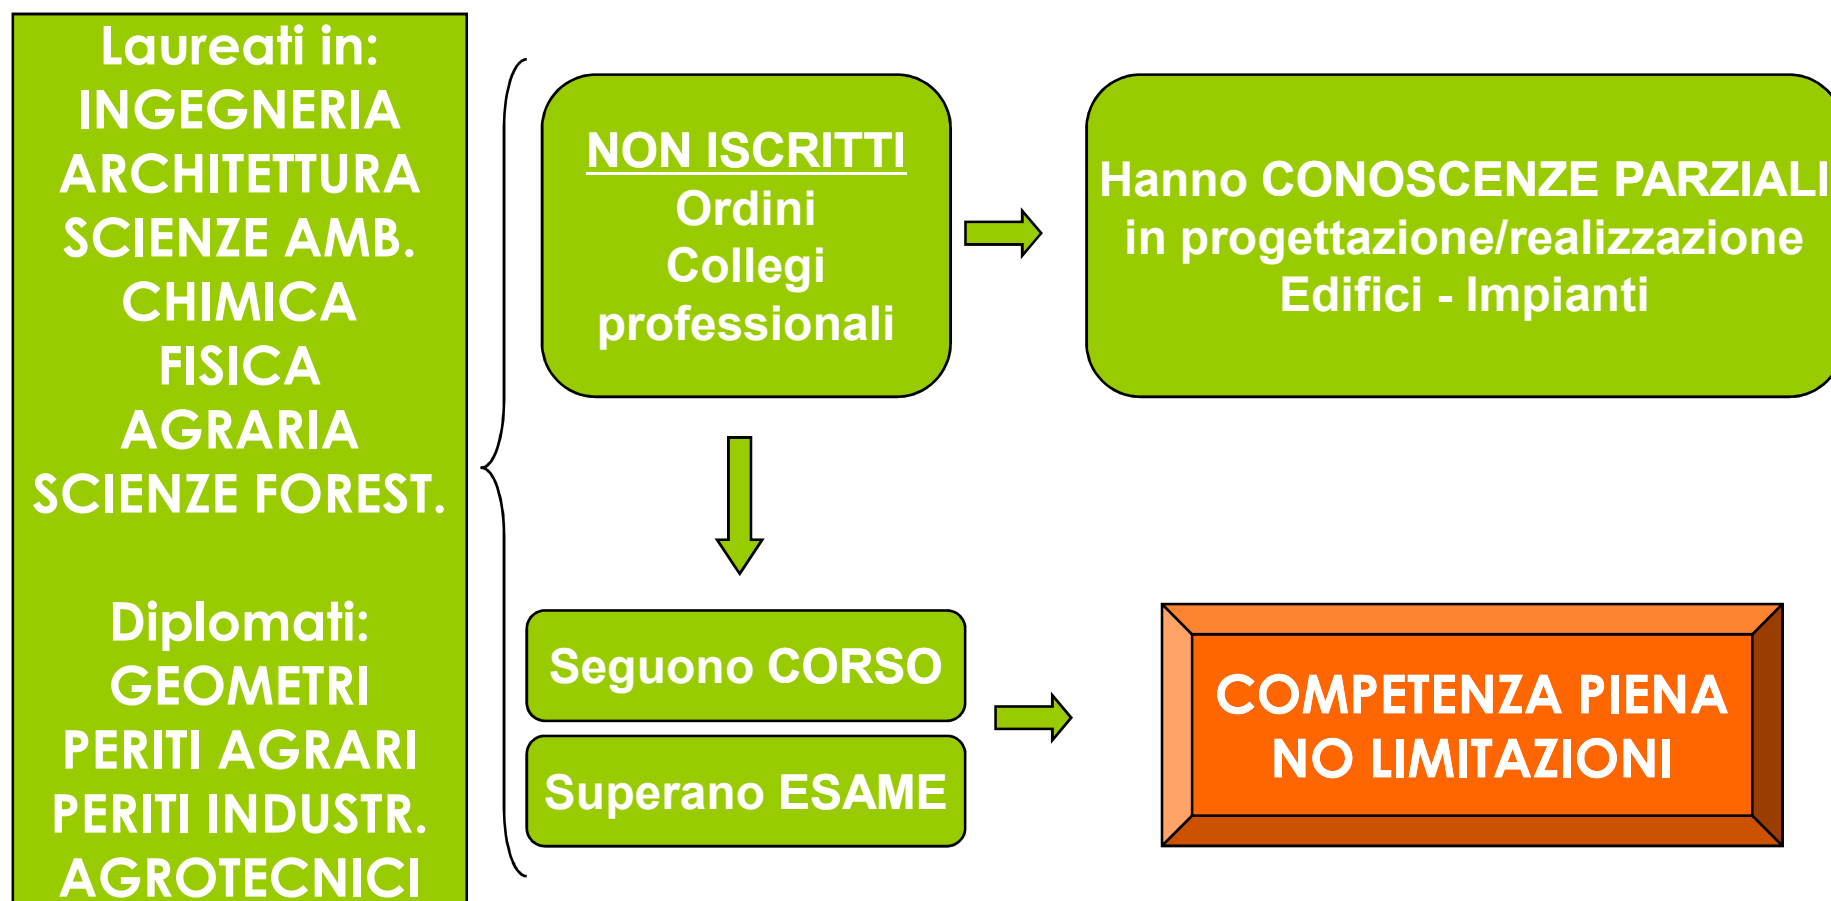 Laureati in:
INGEGNERIA
ARCHITETTURA
SCIENZE AMB.
CHIMICA
FISICA
AGRARIA
SCIENZE FOREST.
Diplomati:
GEOMETRI
PERITI AGRARI
PERITI INDUSTR.
AGROTECNICI
NON ISCRITTI
Ordini
Collegi
professionali
Hanno CONOSCENZE PARZIALI
in progettazione/realizzazione
Edifici - Impianti
Seguono CORSO
Superano ESAME
COMPETENZA PIENA
NO LIMITAZIONI